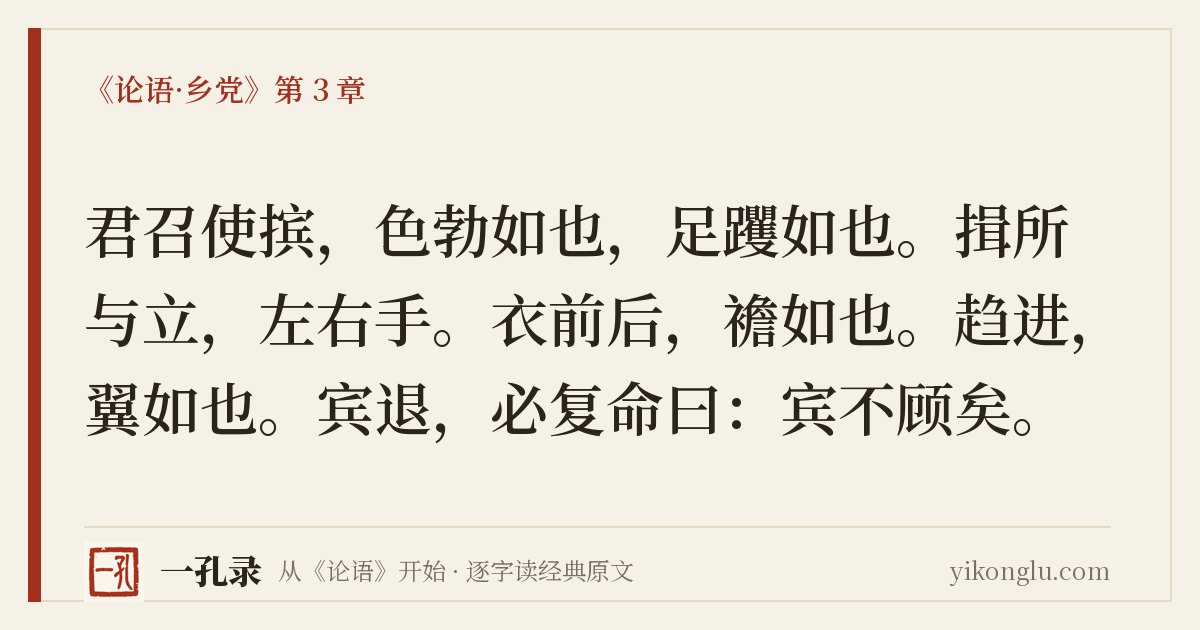 《论语·乡党》第 3 章
君召使摈，色勃如也，足躩如也。揖所
与立，左右手。衣前后，襜如也。趋进，
翼如也。宾退，必复命曰：宾不顾矣。
一孔
一孔录 从《论语》开始 · 逐字读经典原文 yikonglu.com